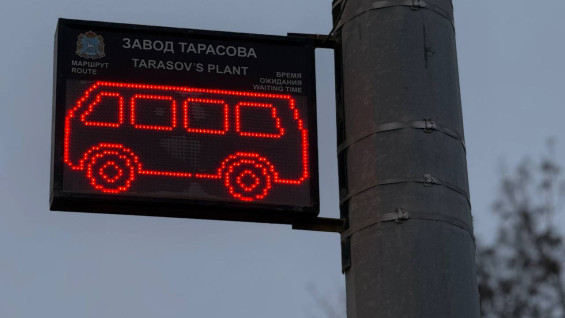 ЗАВОД ТАРАСОВА
TARASOV'S PLANT
МАРШРУТ
ROUTE
ВРЕМЯ
ОЖИДАНИЯ
WAITING TIME